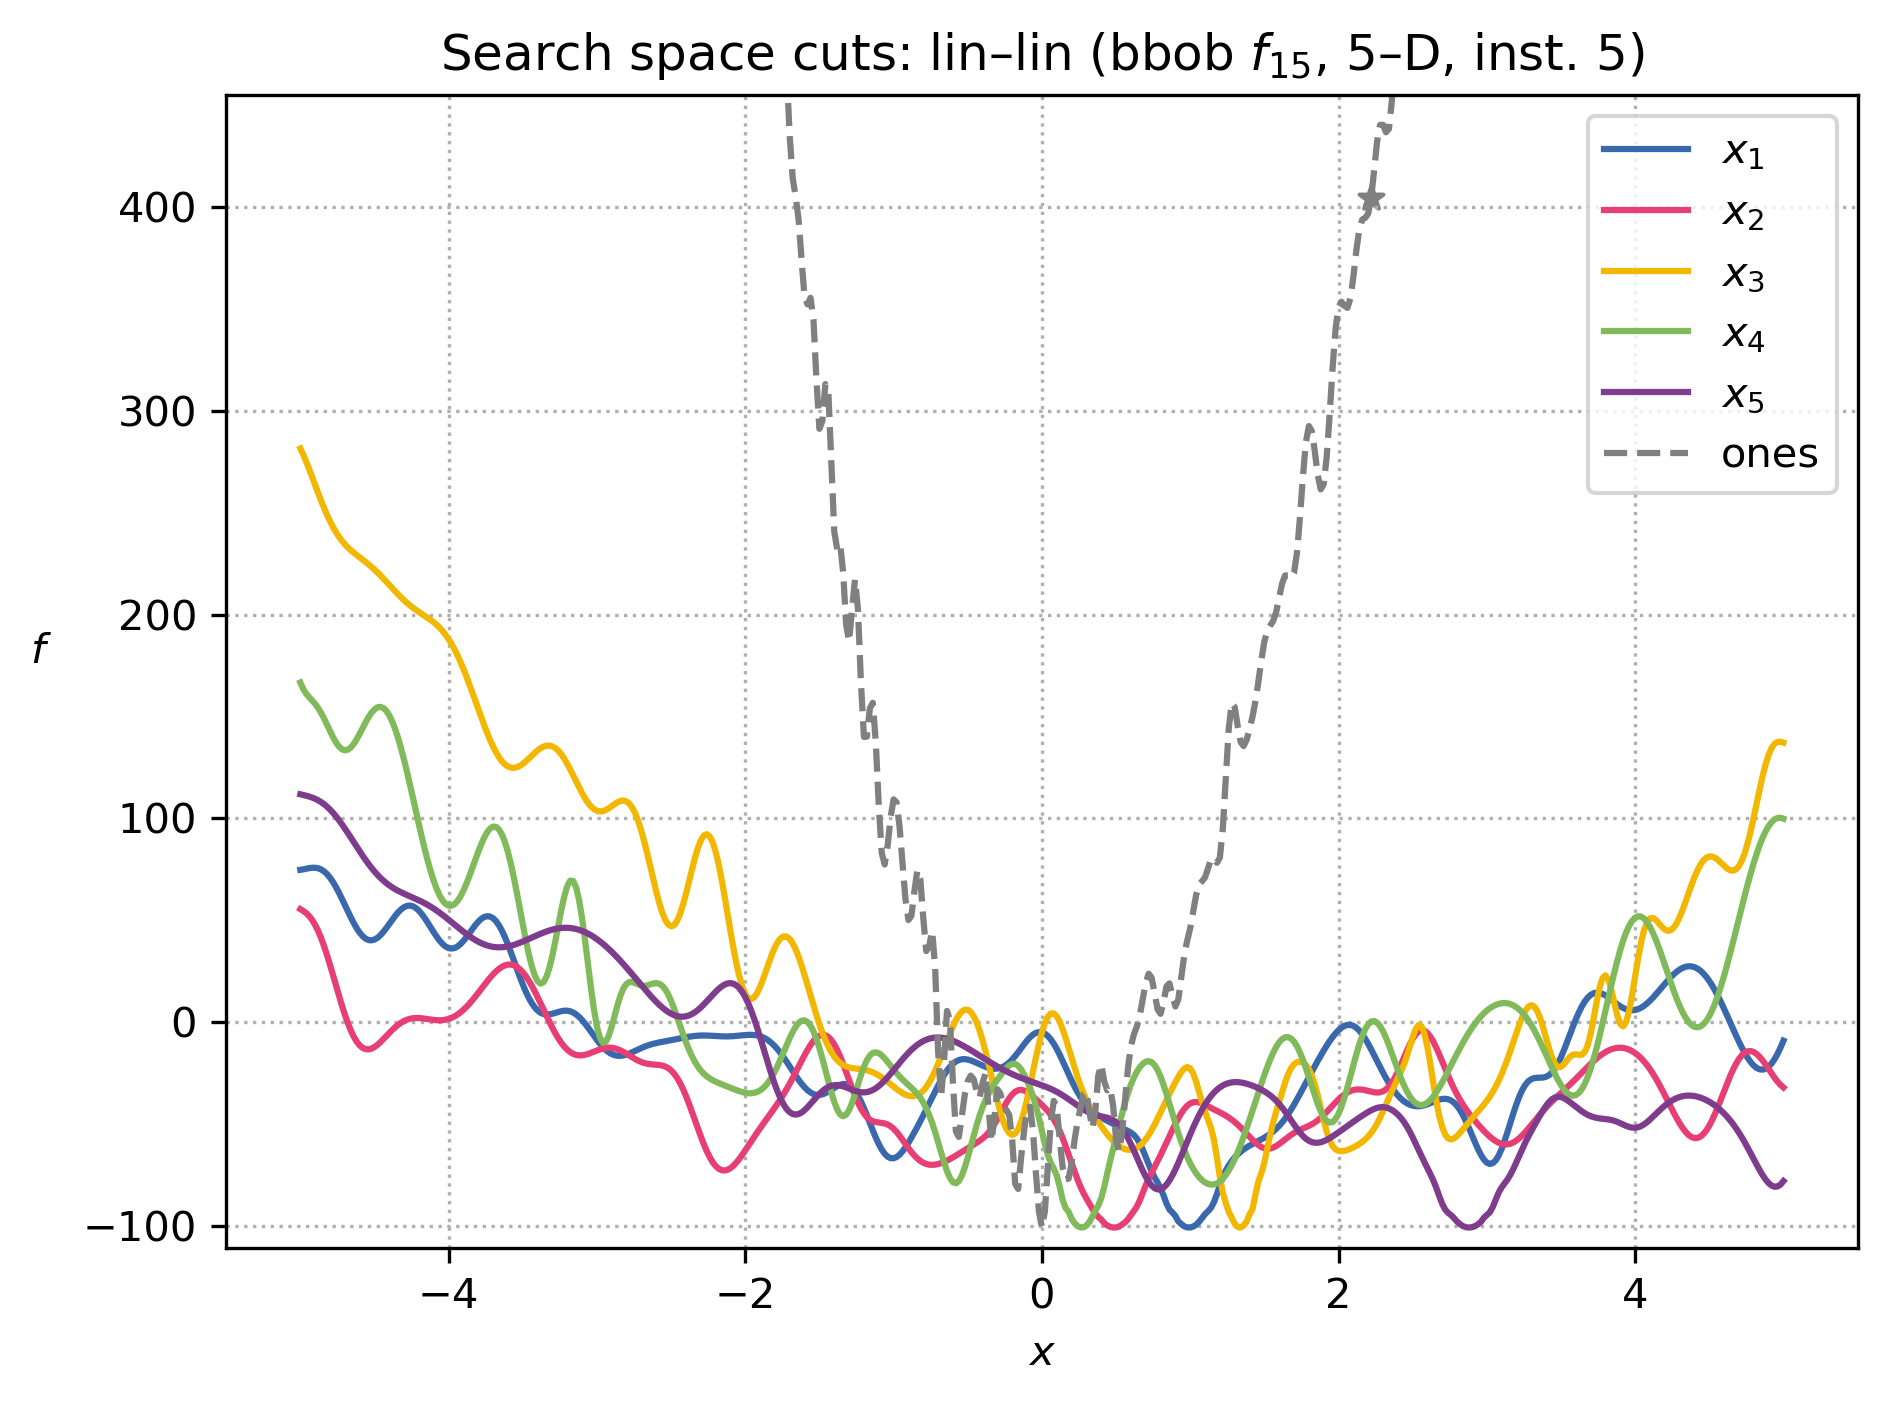 Search space cuts: lin–lin (bbob f₁₅, 5–D, inst. 5)
400
300
200
100
0
−100
f
−4
−2
0
2
4
x
x₁
x₂
x₃
x₄
x₅
ones